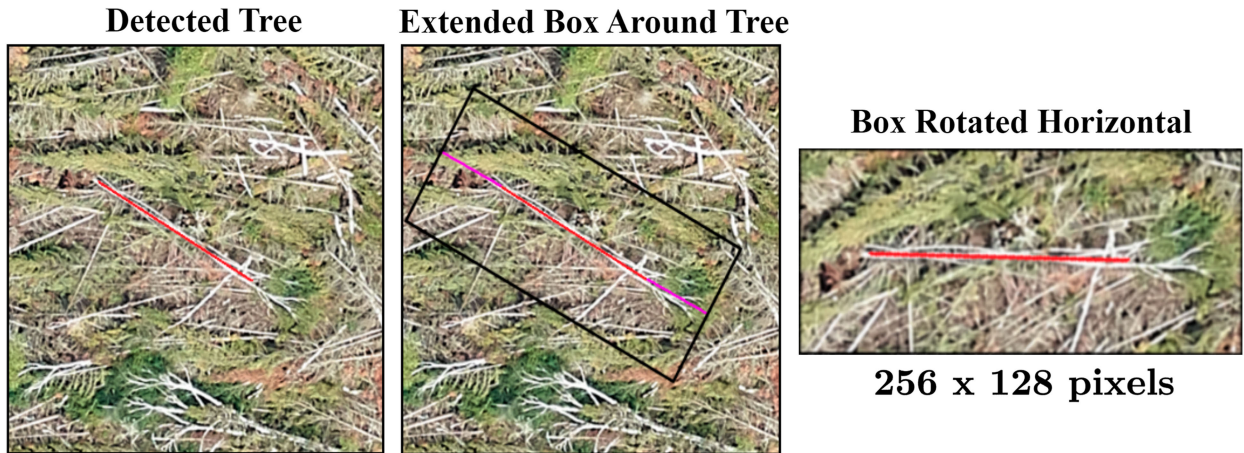 Detected Tree
Extended Box Around Tree
Box Rotated Horizontal
256 x 128 pixels